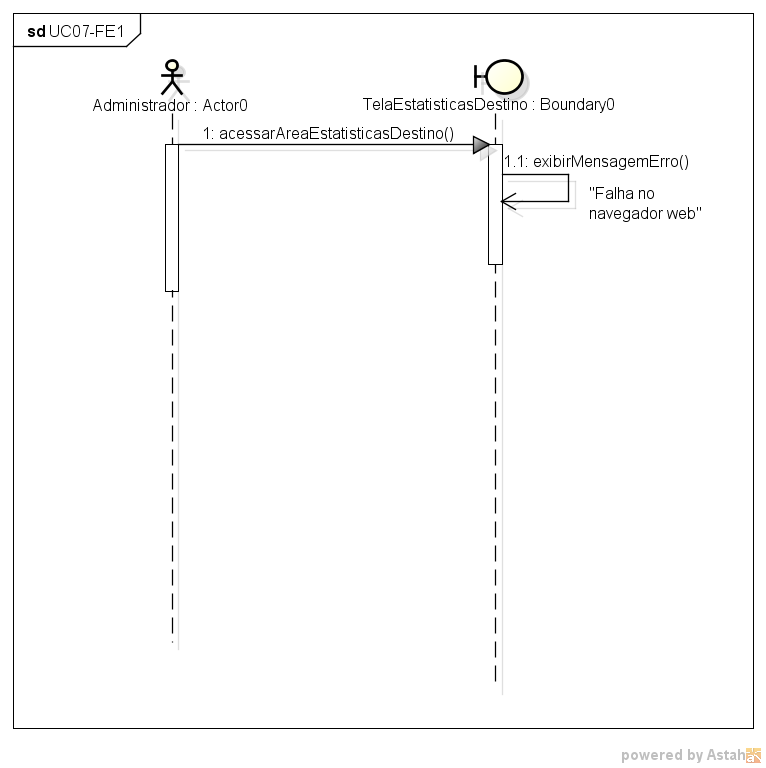 sd UC07-FE1
Administrador : Actor0
TelaEstatisticasDestino : Boundary0
1: acessarAreaEstatisticasDestino()
1.1: exibirMensagemErro()
"Falha no
navegador web"
powered by Astah